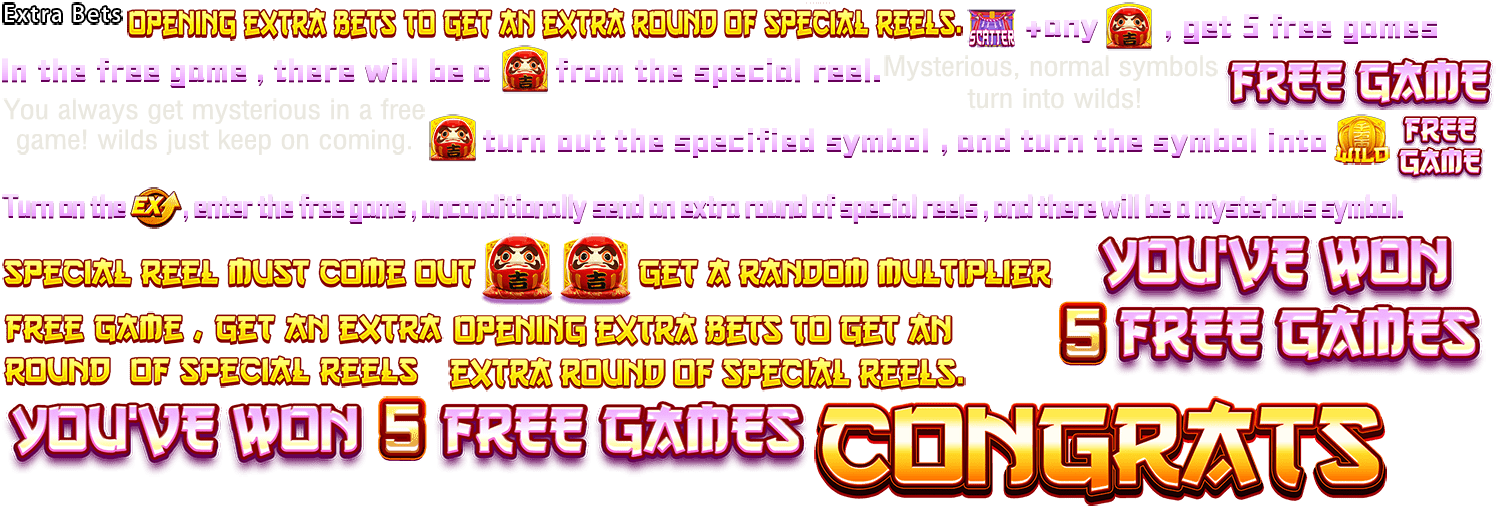 Extra Bets
OPENING EXTRA BETS TO GET AN EXTRA ROUND OF SPECIAL REELS.
SCATTER +any 吉 , get 5 free games
In the free game , there will be a 吉 from the special reel.
Mysterious, normal symbols
turn into wilds!
FREE GAME
You always get mysterious in a free
game! wilds just keep on coming.
吉 turn out the specified symbol , and turn the symbol into WILD
FREE
GAME
Turn on the EX , enter the free game , unconditionally send an extra round of special reels , and there will be a mysterious symbol.
SPECIAL REEL MUST COME OUT 吉 吉 GET A RANDOM MULTIPLIER
YOU'VE WON
5 FREE GAMES
FREE GAME , GET AN EXTRA
ROUND OF SPECIAL REELS
OPENING EXTRA BETS TO GET AN
EXTRA ROUND OF SPECIAL REELS.
YOU'VE WON 5 FREE GAMES
CONGRATS